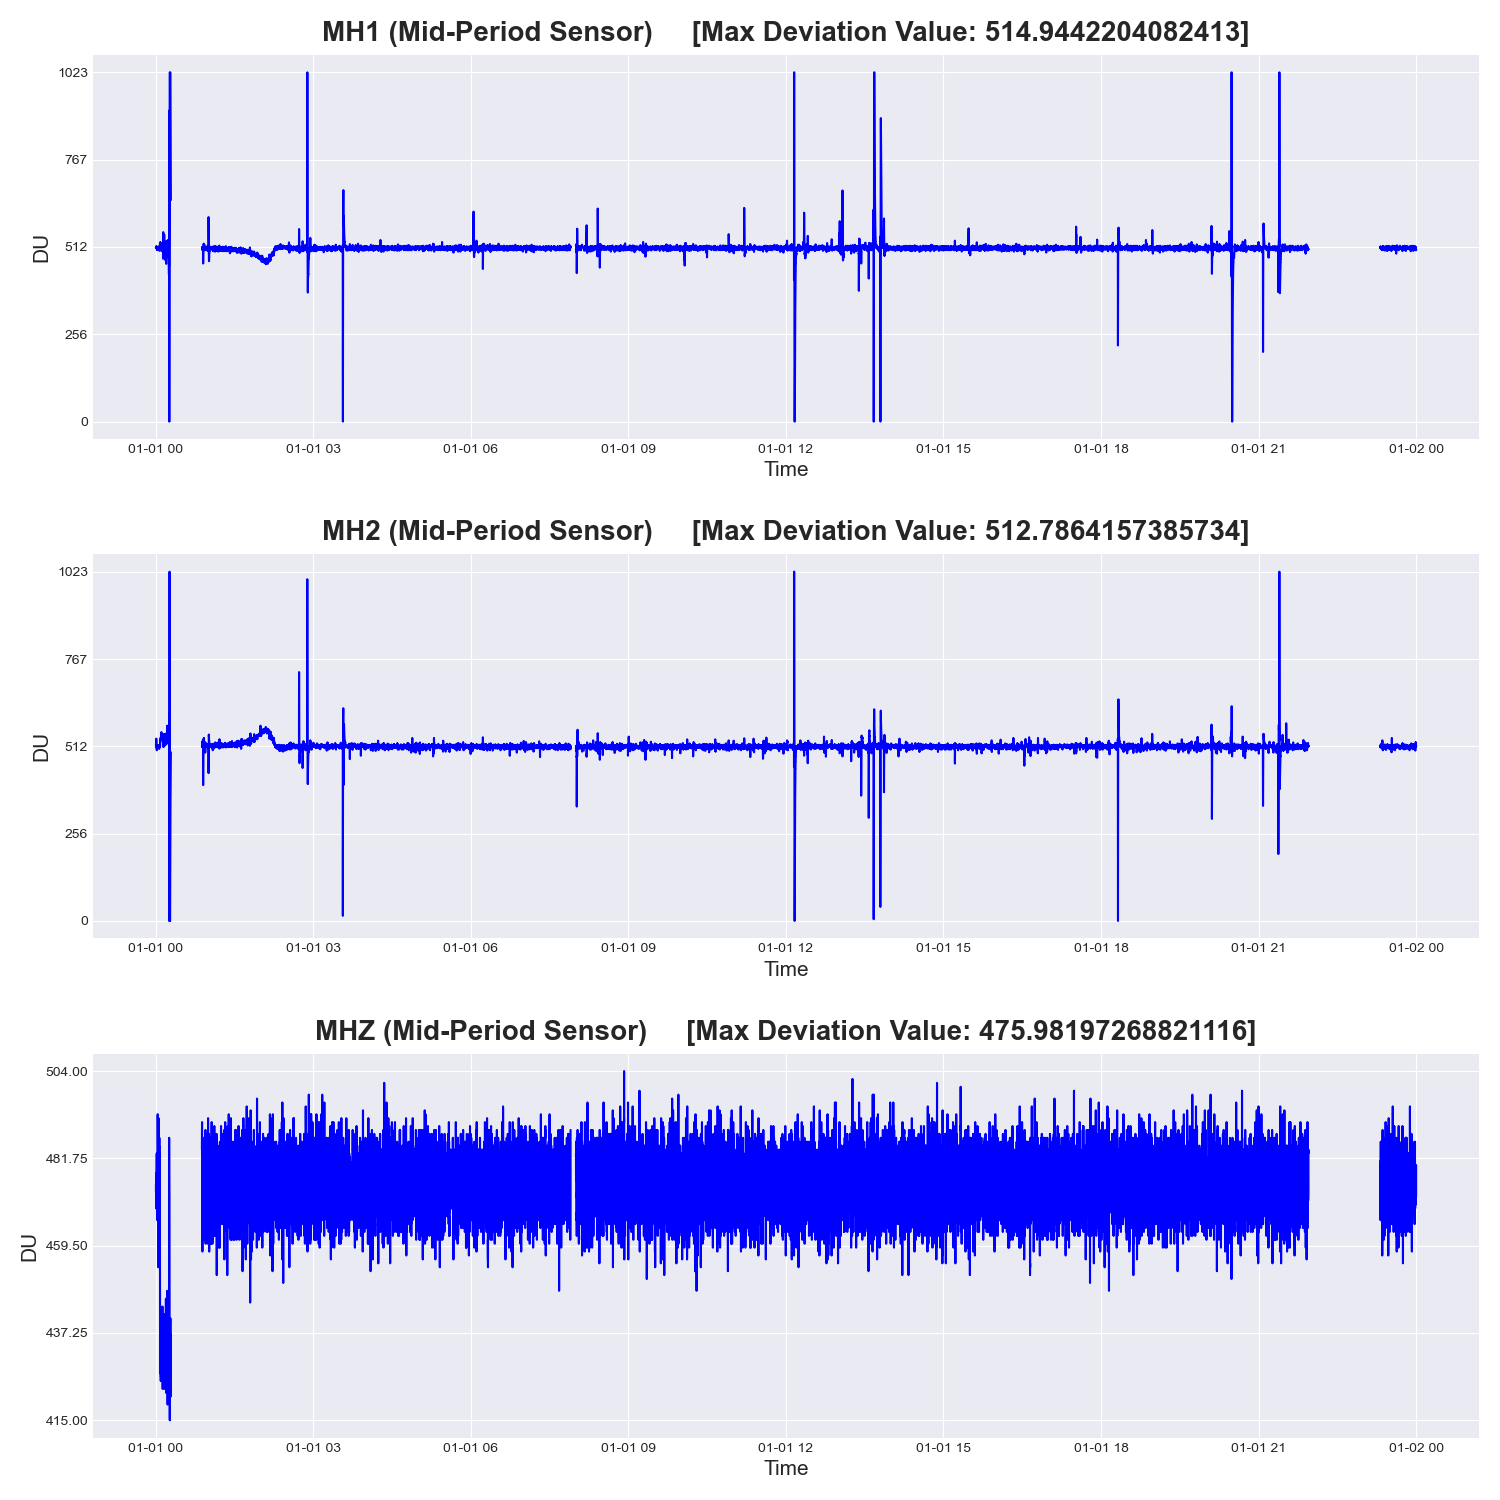 MH1 (Mid-Period Sensor) [Max Deviation Value: 514.9442204082413]
1023
767
512
256
0
DU
01-01 00 01-01 03 01-01 06 01-01 09 01-01 12 01-01 15 01-01 18 01-01 21 01-02 00
Time
MH2 (Mid-Period Sensor) [Max Deviation Value: 512.7864157385734]
1023
767
512
256
0
DU
01-01 00 01-01 03 01-01 06 01-01 09 01-01 12 01-01 15 01-01 18 01-01 21 01-02 00
Time
MHZ (Mid-Period Sensor) [Max Deviation Value: 475.98197268821116]
504.00
481.75
459.50
437.25
415.00
DU
01-01 00 01-01 03 01-01 06 01-01 09 01-01 12 01-01 15 01-01 18 01-01 21 01-02 00
Time